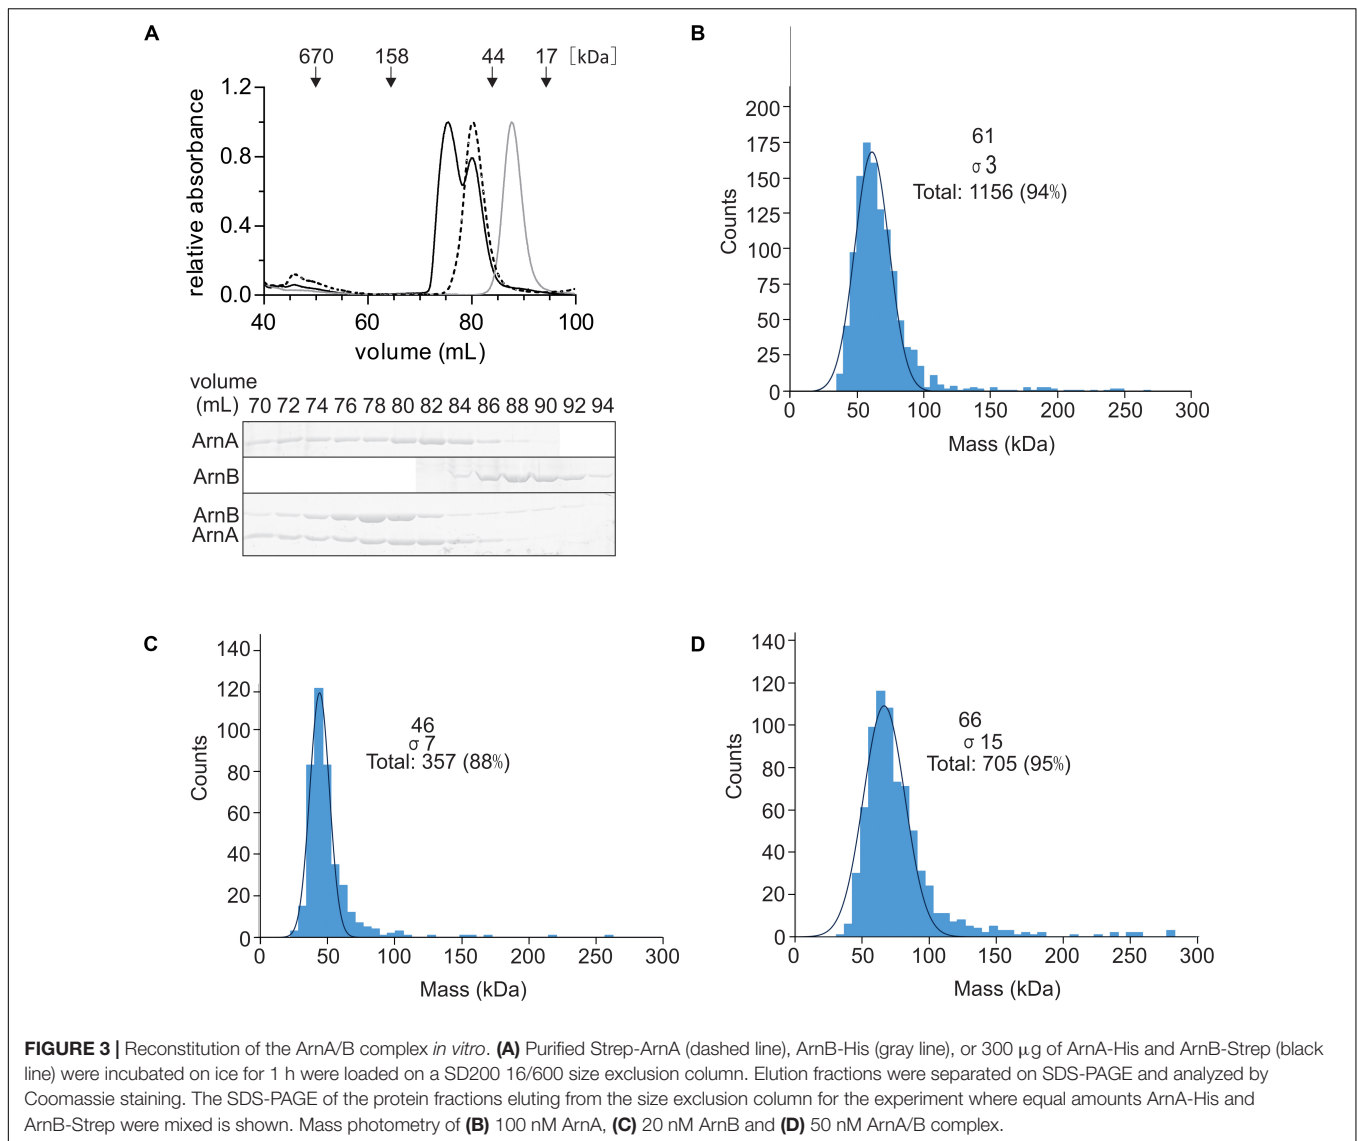 A
670 158 44 17 [kDa]
1.2
0.8
0.4
0.0
relative absorbance
40 60 80 100
volume (mL)
volume
(mL) 70 72 74 76 78 80 82 84 86 88 90 92 94
ArnA
ArnB
ArnB
ArnA
B
200
175
150
125
100
75
50
25
0
Counts
61
σ 3
Total: 1156 (94%)
0 50 100 150 200 250 300
Mass (kDa)
C
140
120
100
80
60
40
20
0
Counts
46
σ 7
Total: 357 (88%)
0 50 100 150 200 250 300
Mass (kDa)
D
140
120
100
80
60
40
20
0
Counts
66
σ 15
Total: 705 (95%)
0 50 100 150 200 250 300
Mass (kDa)
FIGURE 3 | Reconstitution of the ArnA/B complex in vitro. (A) Purified Strep-ArnA (dashed line), ArnB-His (gray line), or 300 μg of ArnA-His and ArnB-Strep (black
line) were incubated on ice for 1 h were loaded on a SD200 16/600 size exclusion column. Elution fractions were separated on SDS-PAGE and analyzed by
Coomassie staining. The SDS-PAGE of the protein fractions eluting from the size exclusion column for the experiment where equal amounts ArnA-His and
ArnB-Strep were mixed is shown. Mass photometry of (B) 100 nM ArnA, (C) 20 nM ArnB and (D) 50 nM ArnA/B complex.